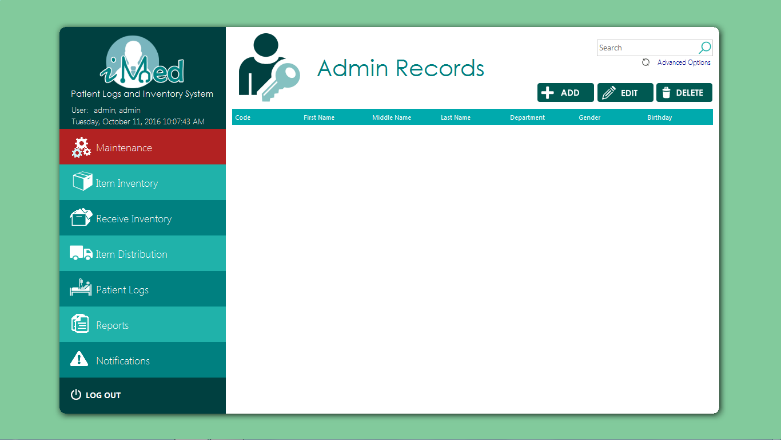 iMed
Patient Logs and Inventory System
User: admin, admin
Tuesday, October 11, 2016 10:07:43 AM
Maintenance
Item Inventory
Receive Inventory
Item Distribution
Patient Logs
Reports
Notifications
LOG OUT
Admin Records
Search
Advanced Options
ADD EDIT DELETE
Code First Name Middle Name Last Name Department Gender Birthday